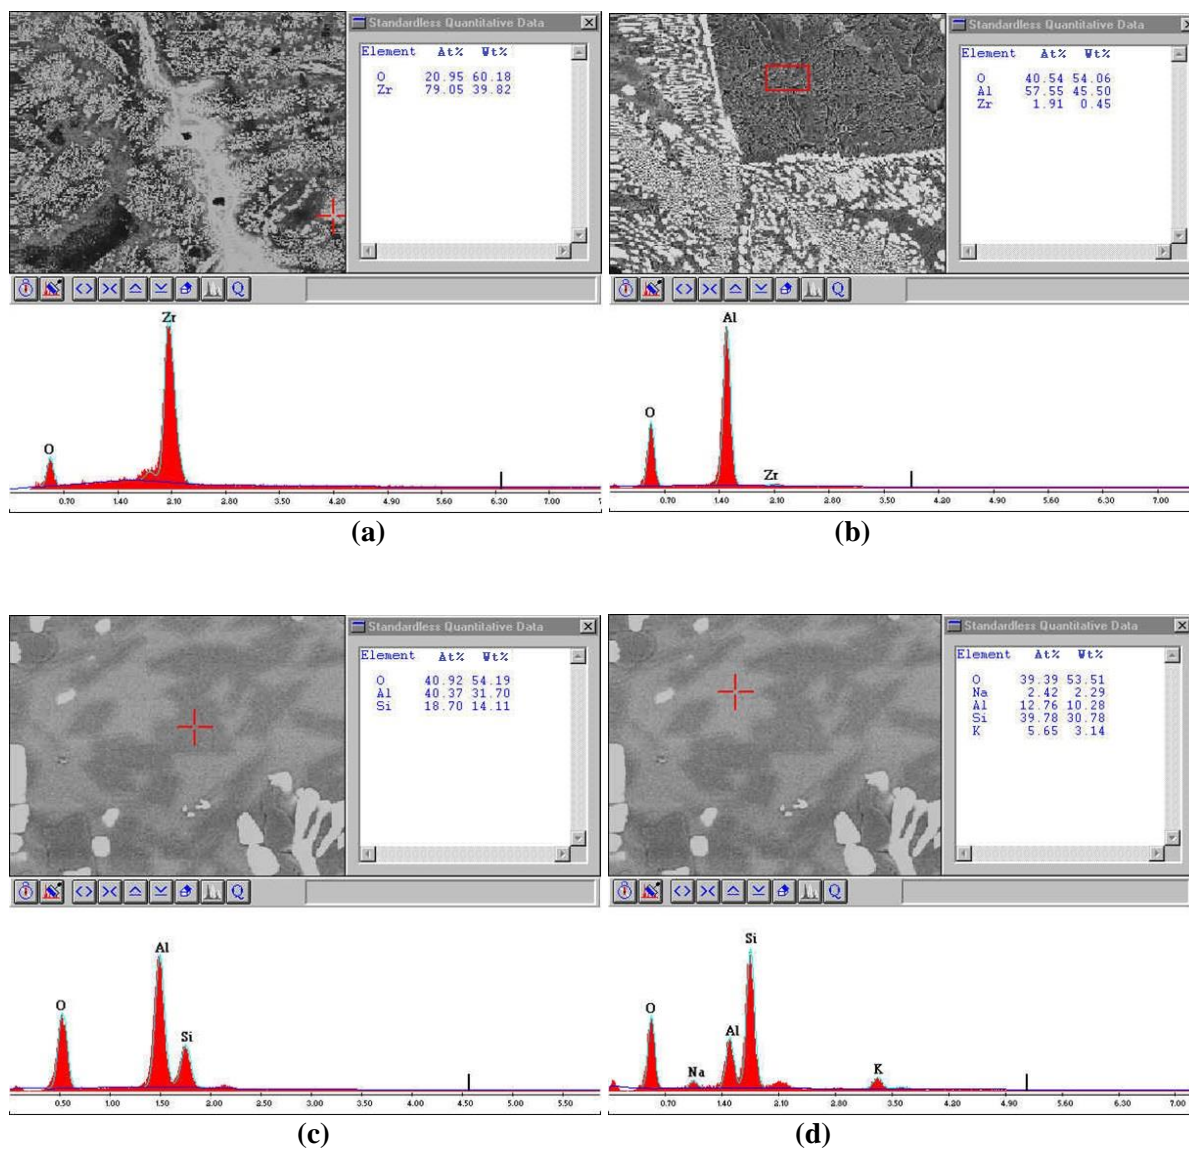 Standardless Quantitative Data
Element At% Wt%
O 20.95 60.18
Zr 79.05 39.82
Q
Zr
O
0.70 1.40 2.10 2.80 3.50 4.20 4.90 5.60 6.30 7.00
(a)
Standardless Quantitative Data
Element At% Wt%
O 40.54 54.06
Al 57.55 45.50
Zr 1.91 0.45
Q
Al
O
Zr
0.70 1.40 2.10 2.80 3.50 4.20 4.90 5.60 6.30 7.00
(b)
Standardless Quantitative Data
Element At% Wt%
O 40.92 54.19
Al 40.37 31.70
Si 18.70 14.11
Q
Al
O
Si
0.50 1.00 1.50 2.00 2.50 3.00 3.50 4.00 4.50 5.00 5.50
(c)
Standardless Quantitative Data
Element At% Wt%
O 39.39 53.51
Na 2.42 2.29
Al 12.76 10.28
Si 39.78 30.78
K 5.65 3.14
Q
Si
O
Al
Na
K
0.70 1.40 2.10 2.80 3.50 4.20 4.90 5.60 6.30 7.00
(d)